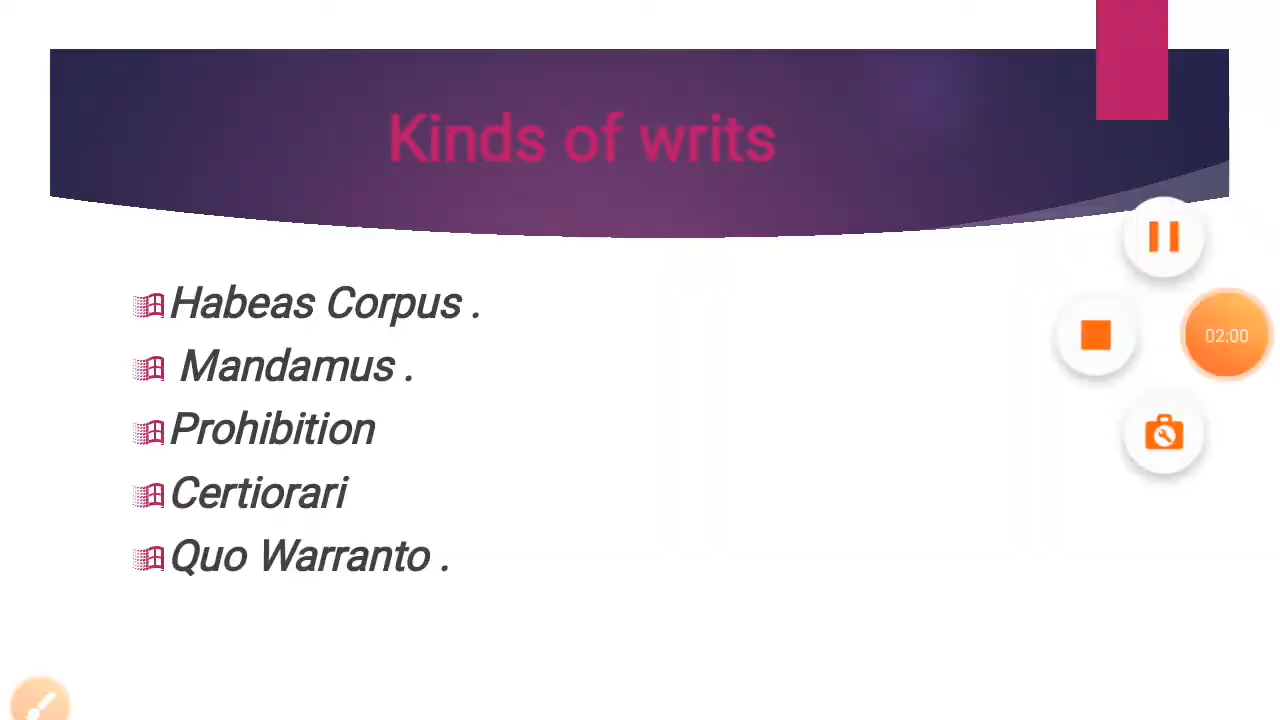 Kinds of writs
Habeas Corpus .
Mandamus .
Prohibition
Certiorari
Quo Warranto .
02:00